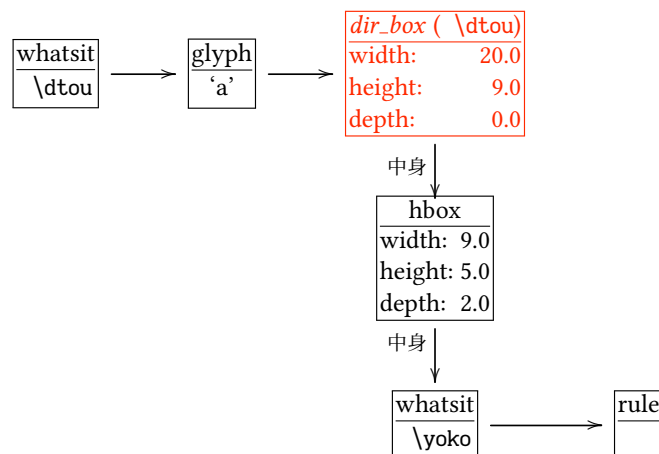 whatsit
\dtou
glyph
‘a’
dir_box ( \dtou)
width: 20.0
height: 9.0
depth: 0.0
中身
hbox
width: 9.0
height: 5.0
depth: 2.0
中身
whatsit
\yoko
rule